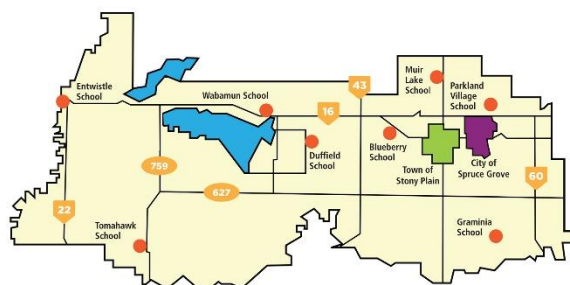 Entwistle
School
Wabamun School
43
Muir
Lake
School
Parkland
Village
School
16
759
627
Duffield
School
Blueberry
School
Town of
Stony Plain
City of
Spruce Grove
60
22
Tomahawk
School
Graminia
School